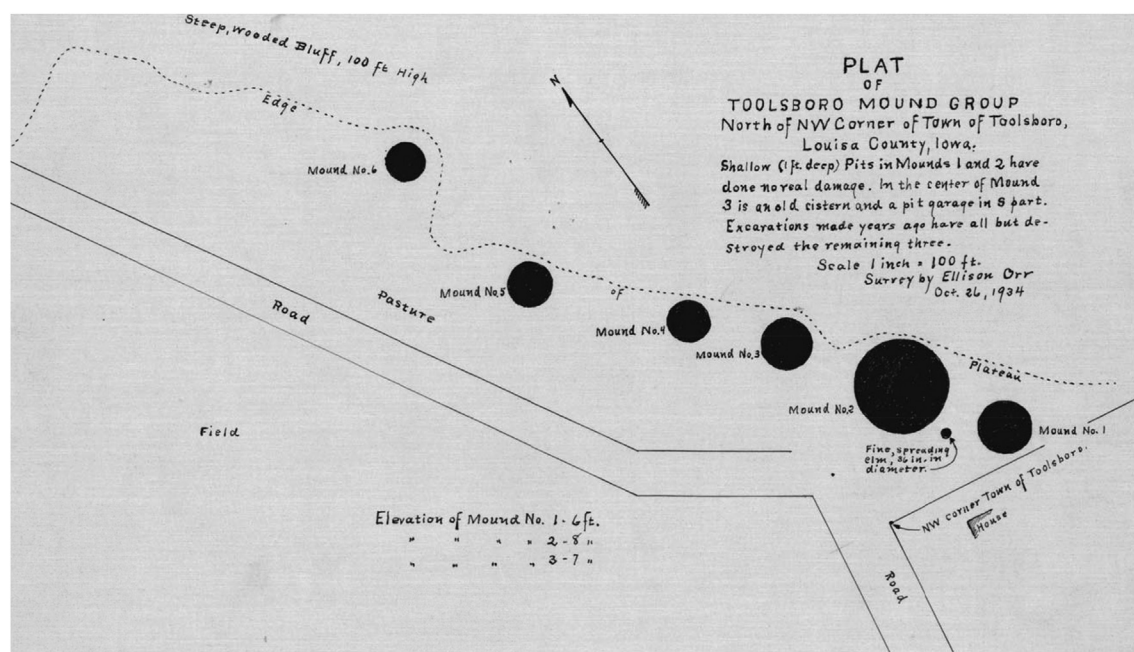 Steep, Wooded Bluff, 100 ft High
Edge
N
PLAT
OF
TOOLSBORO MOUND GROUP
North of NW Corner of Town of Toolsboro,
Louisa County, Iowa.
Shallow (1 ft. deep) Pits in Mounds 1 and 2 have
done no real damage. In the center of Mound
3 is an old cistern and a pit garage in S part.
Excarations made years ago have all but de-
stroyed the remaining three.
Scale 1 inch = 100 ft.
Survey by Ellison Orr
Oct. 26, 1934
Mound No. 6
Mound No. 5
of
Road
Pasture
Mound No. 4
Mound No. 3
Plateau
Mound No. 2
Mound No. 1
Field
Fine, spreading
elm, 36 in. in
diameter.
NW Corner Town of Toolsboro.
House
Road
Elevation of Mound No. 1 - 6 ft.
" " " " 2 - 8 "
" " " " 3 - 7 "